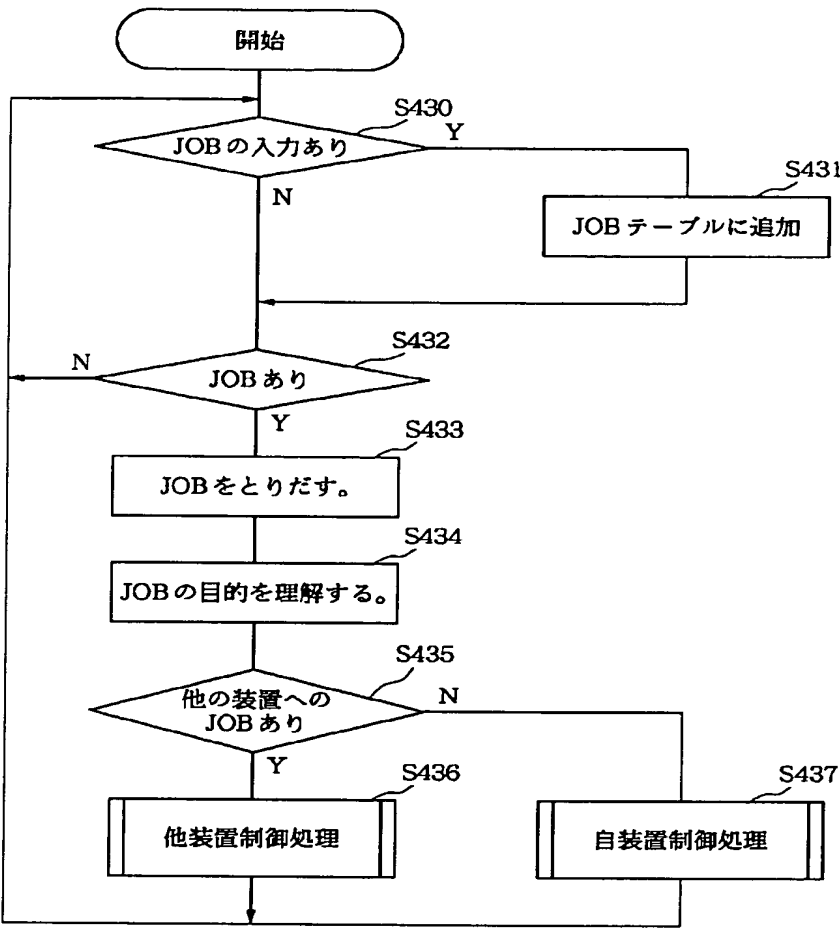 開始
S430
JOBの入力あり
Y
N
S431
JOBテーブルに追加
S432
N
JOBあり
Y
S433
JOBをとりだす。
S434
JOBの目的を理解する。
S435
他の装置への
JOBあり
N
Y
S436
他装置制御処理
S437
自装置制御処理